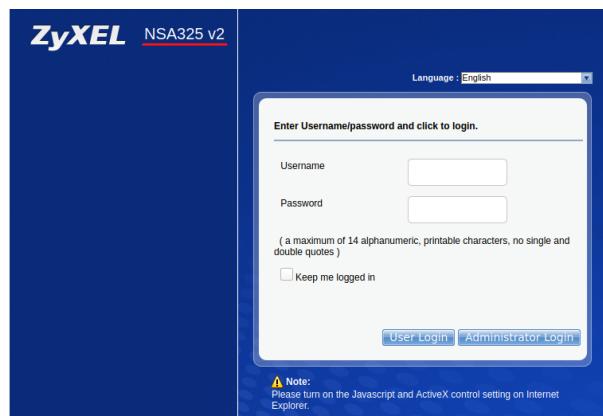 ZyXEL NSA325 v2
Language : English
Enter Username/password and click to login.
Username
Password
( a maximum of 14 alphanumeric, printable characters, no single and
double quotes )
Keep me logged in
User Login Administrator Login
Note:
Please turn on the Javascript and ActiveX control setting on Internet
Explorer.